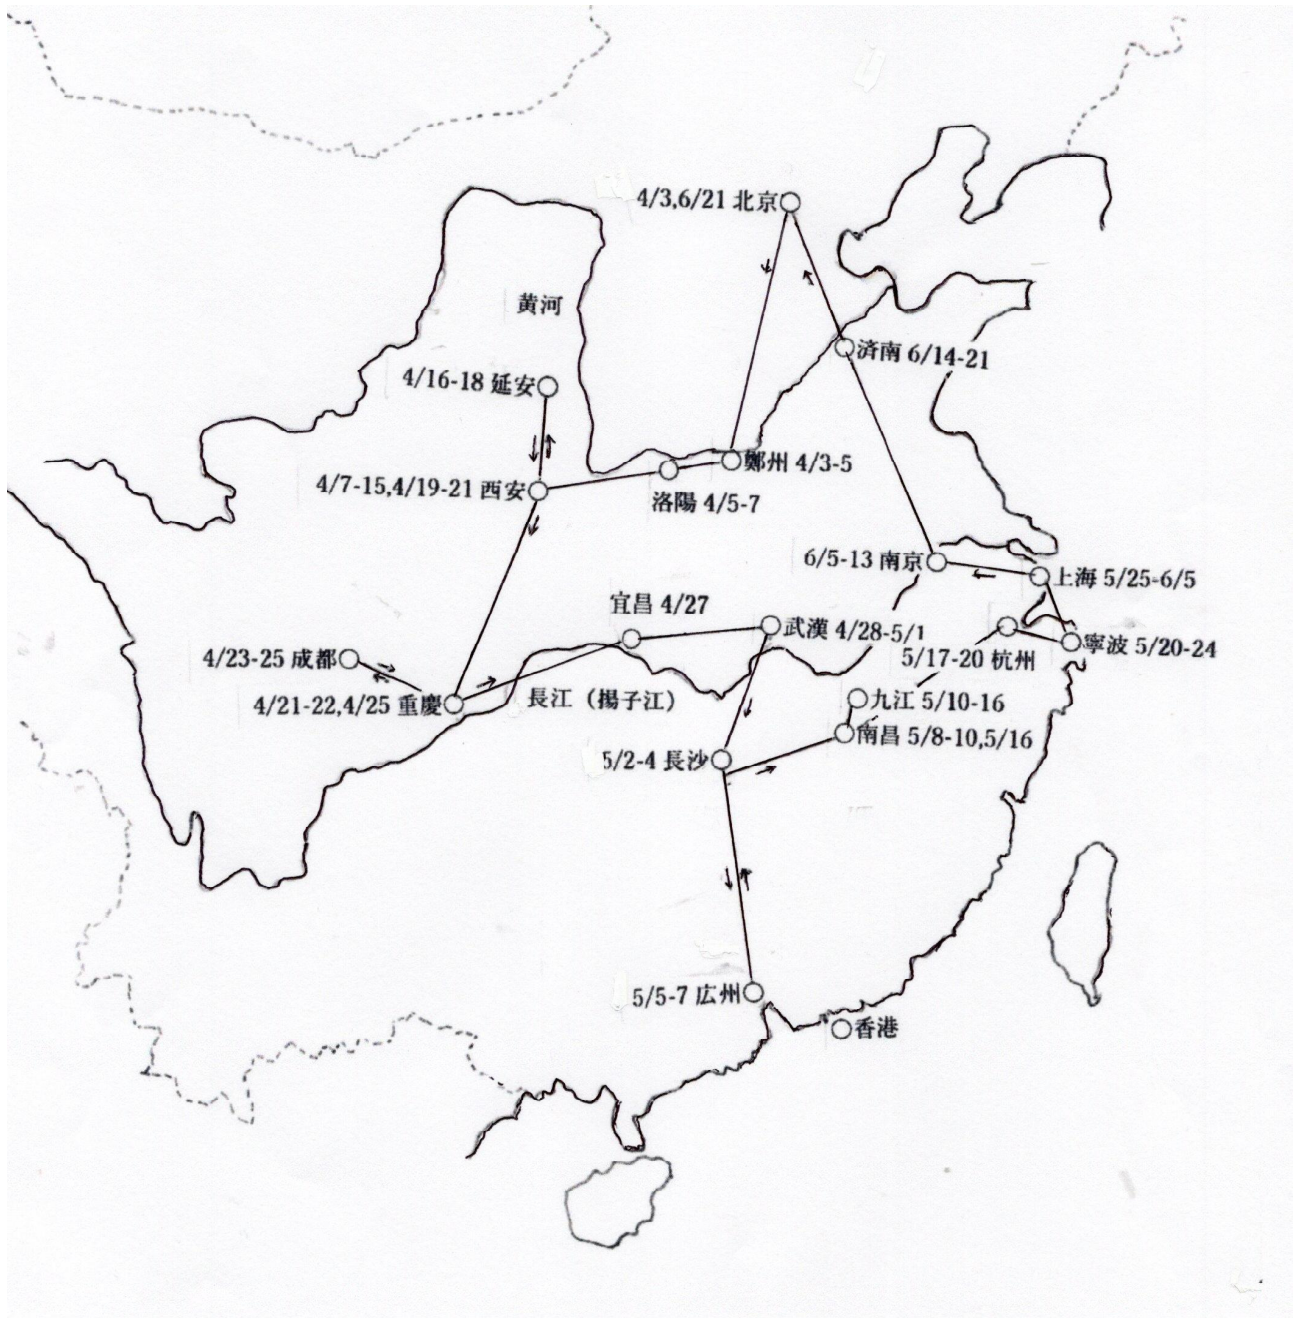 4/3,6/21 北京
黄河
済南 6/14-21
4/16-18 延安
鄭州 4/3-5
4/7-15,4/19-21 西安
洛陽 4/5-7
6/5-13 南京
上海 5/25-6/5
宜昌 4/27
武漢 4/28-5/1
寧波 5/20-24
4/23-25 成都
5/17-20 杭州
4/21-22,4/25 重慶
長江（揚子江）
九江 5/10-16
南昌 5/8-10,5/16
5/2-4 長沙
5/5-7 広州
香港